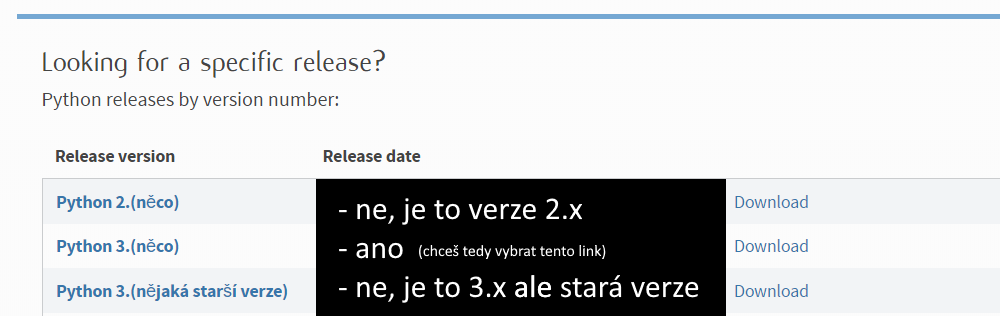 Looking for a specific release?
Python releases by version number:
Release version Release date
Python 2.(něco) - ne, je to verze 2.x Download
Python 3.(něco) - ano (chceš tedy vybrat tento link) Download
Python 3.(nějaká starší verze) - ne, je to 3.x ale stará verze Download